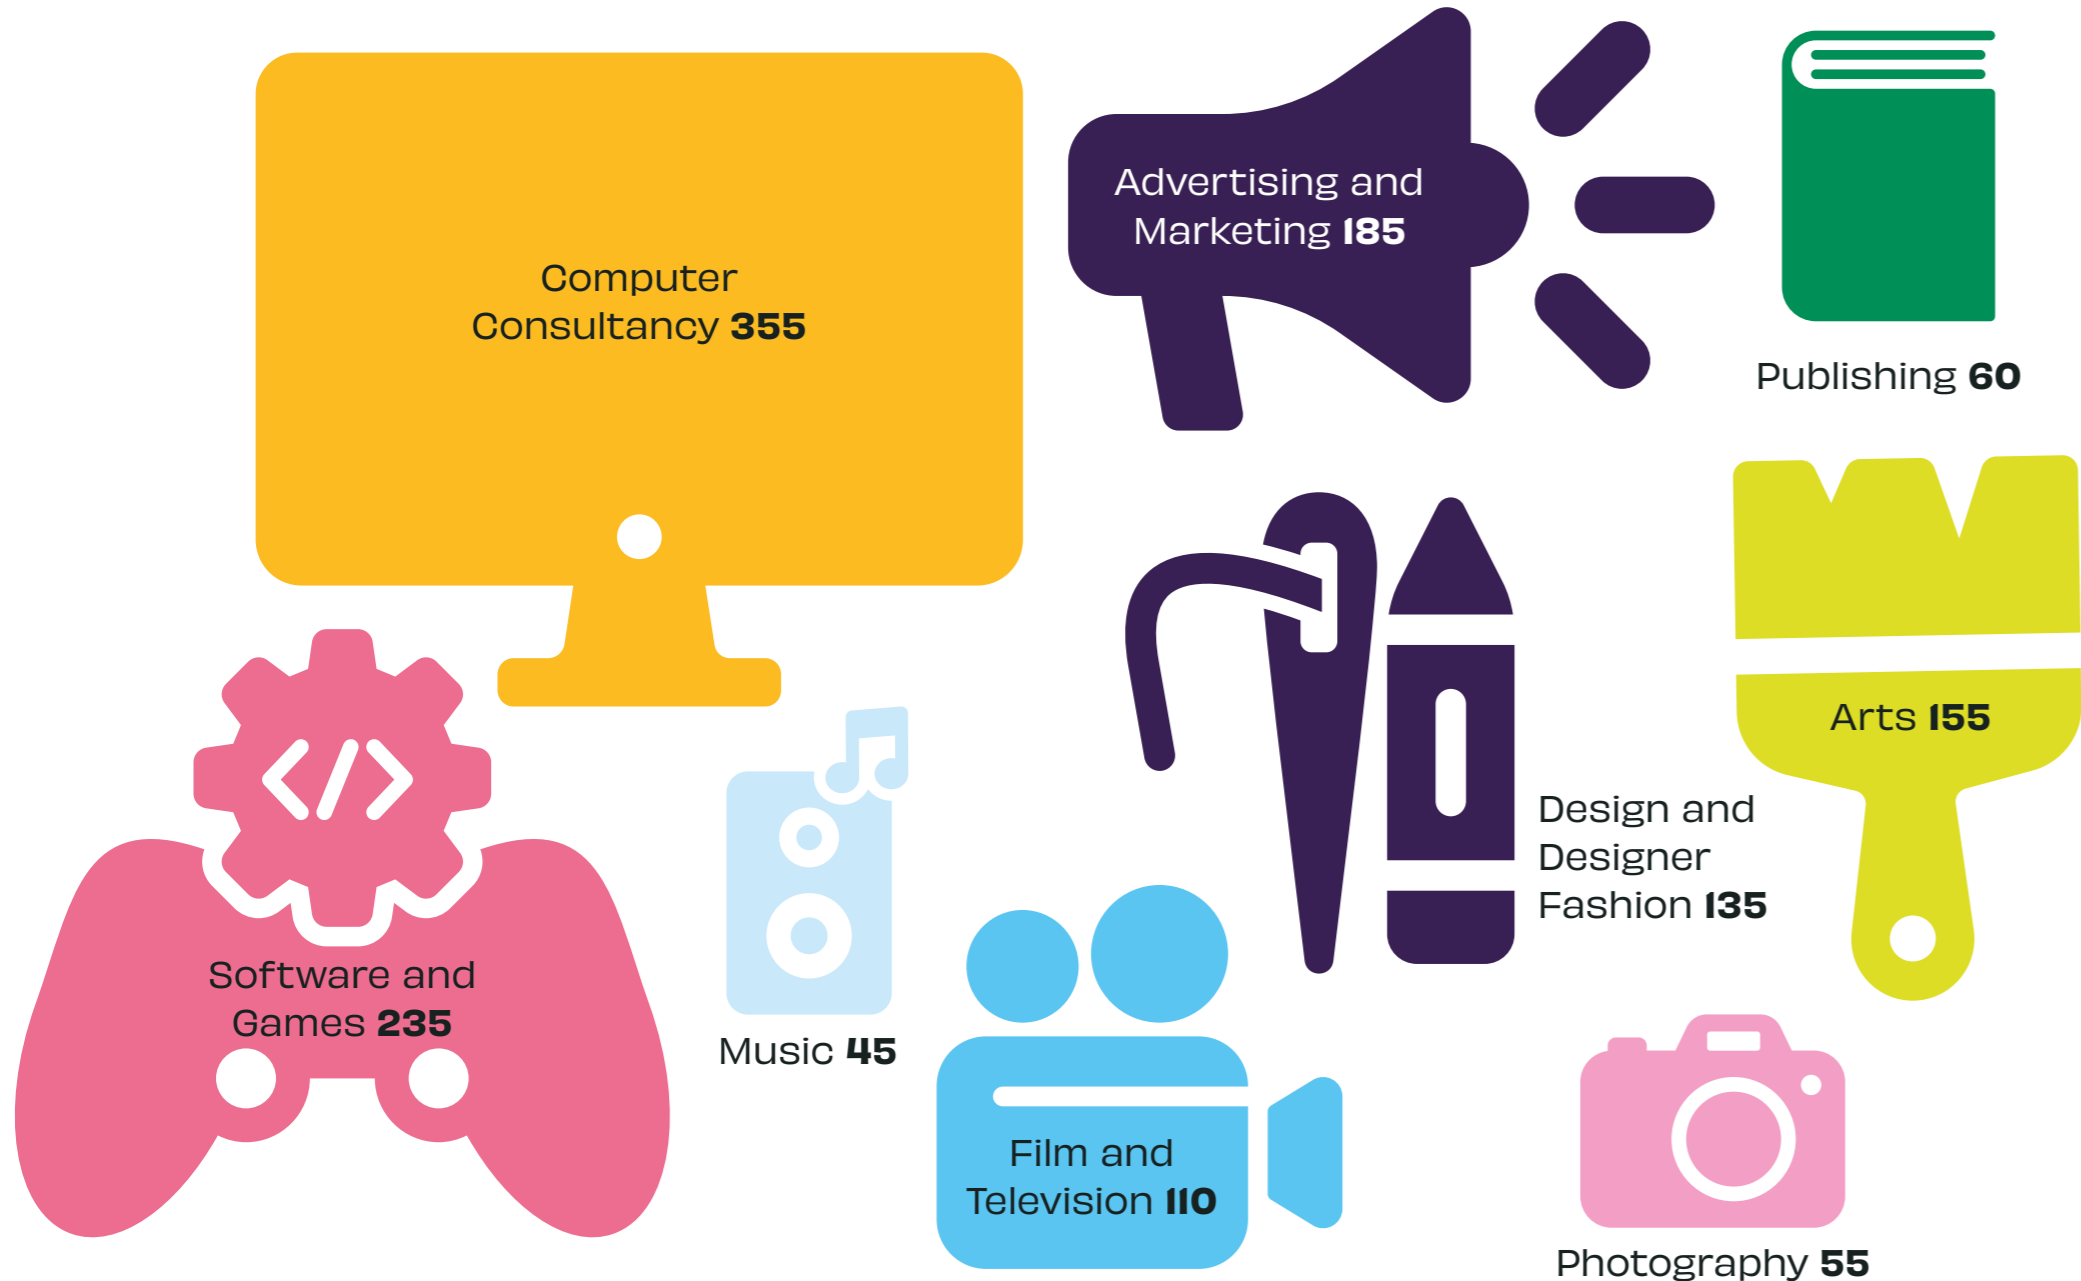 Computer
Consultancy 355
Advertising and
Marketing 185
Publishing 60
Arts 155
Design and
Designer
Fashion 135
Software and
Games 235
Music 45
Film and
Television 110
Photography 55